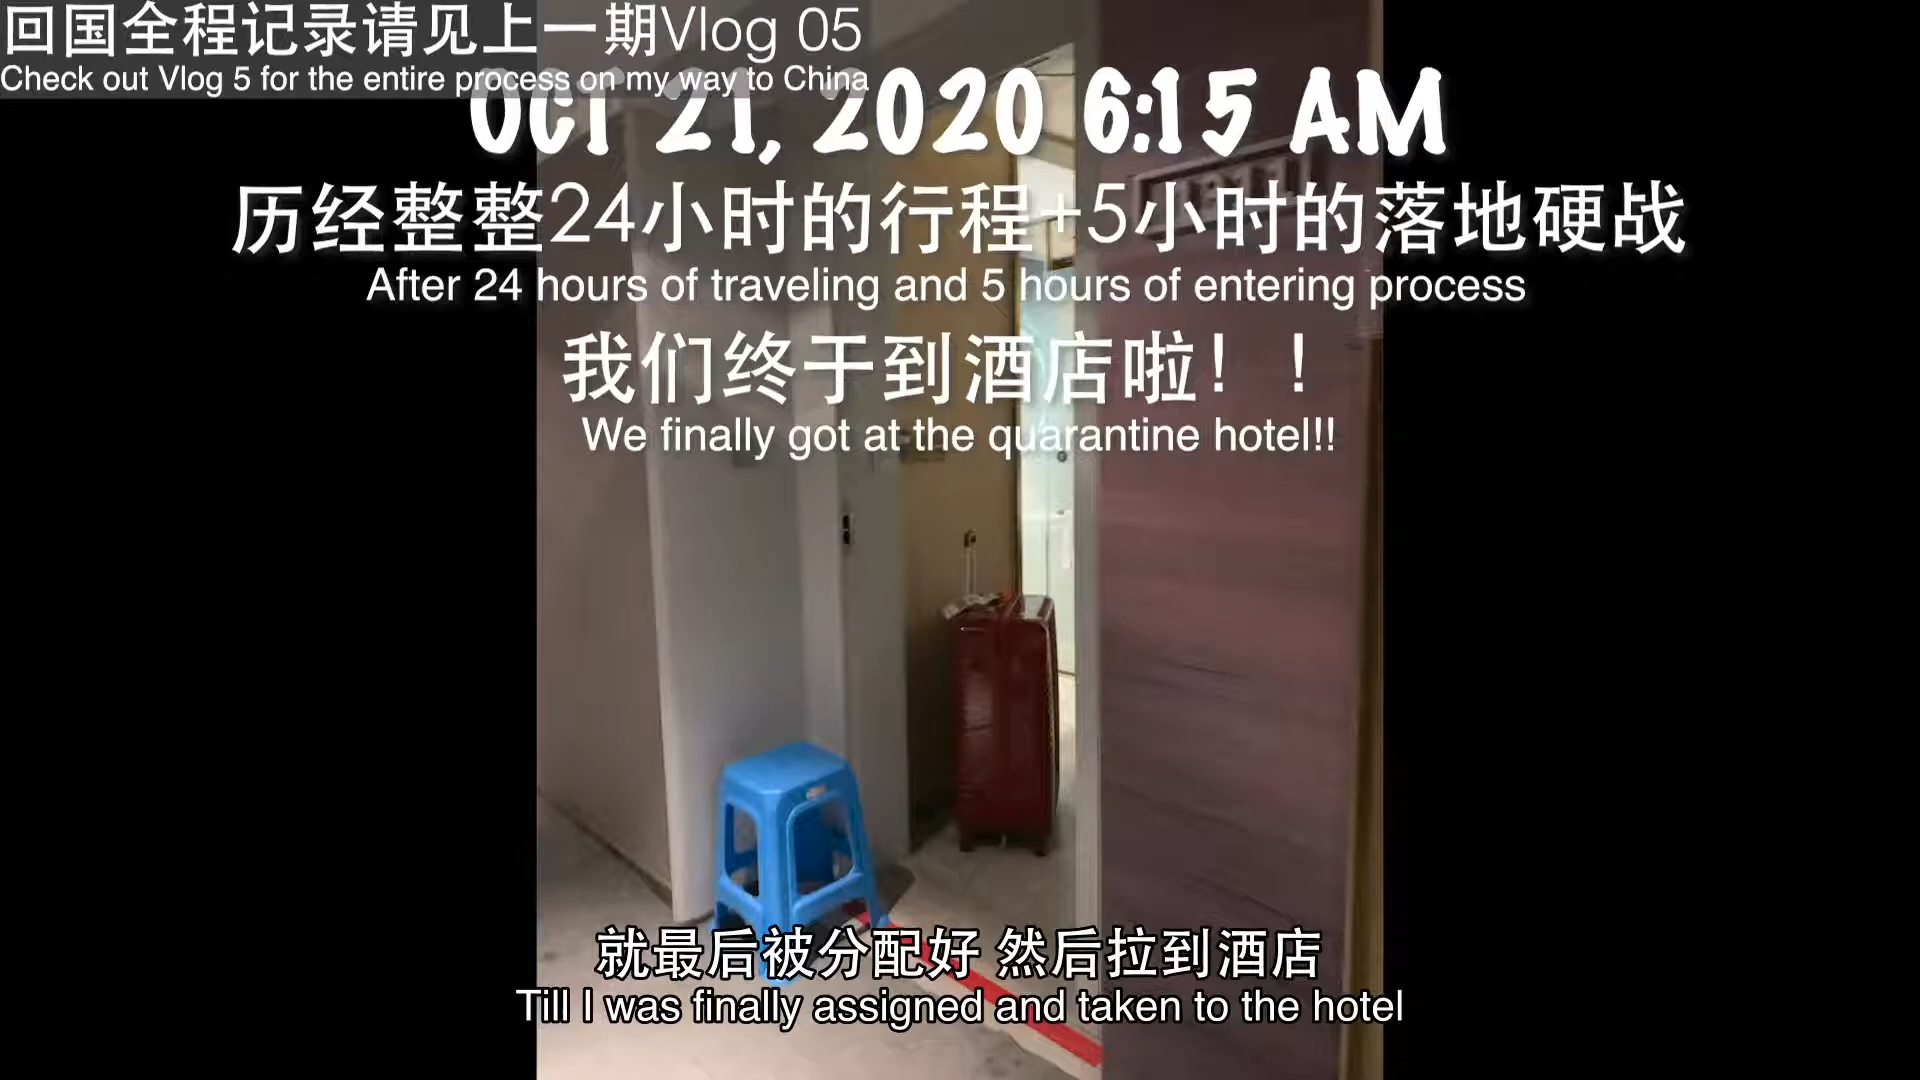 回国全程记录请见上一期Vlog 05
Check out Vlog 5 for the entire process on my way to China
OCT 21, 2020 6:15 AM
历经整整24小时的行程+5小时的落地硬战
After 24 hours of traveling and 5 hours of entering process
我们终于到酒店啦！！
We finally got at the quarantine hotel!!
就最后被分配好 然后拉到酒店
Till I was finally assigned and taken to the hotel